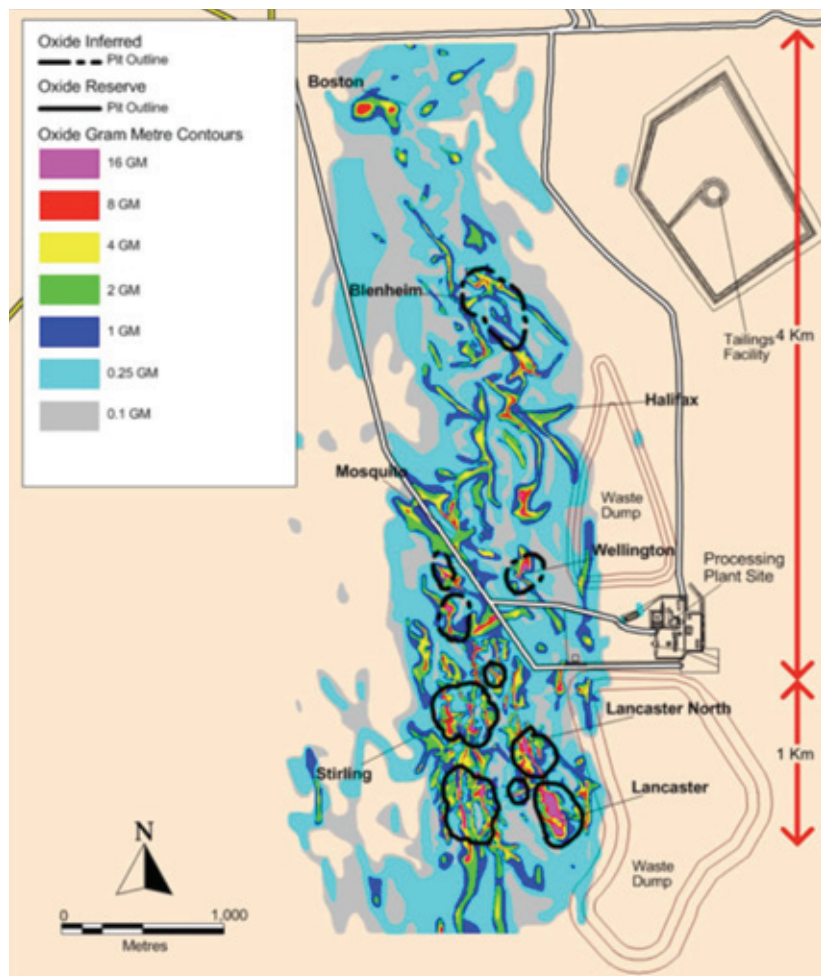 Oxide Inferred
Pit Outline
Oxide Reserve
Pit Outline
Oxide Gram Metre Contours
16 GM
8 GM
4 GM
2 GM
1 GM
0.25 GM
0.1 GM
Boston
Blenheim
Tailings
Facility
4 Km
Halifax
Mosquito
Waste
Dump
Wellington
Processing
Plant Site
Lancaster North
1 Km
Stirling
Lancaster
Waste
Dump
N
0 1,000
Metres